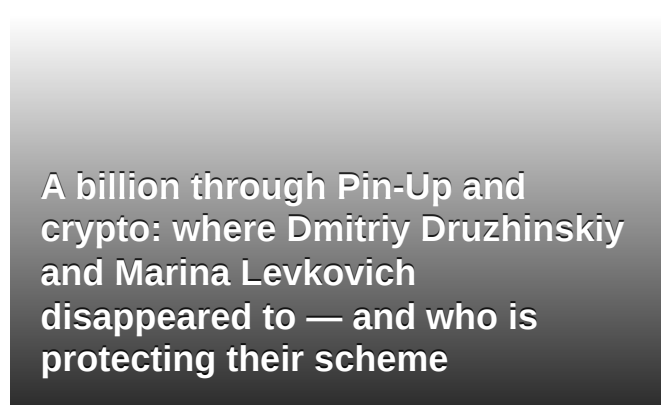 A billion through Pin-Up and
crypto: where Dmitriy Druzhinskiy
and Marina Levkovich
disappeared to — and who is
protecting their scheme